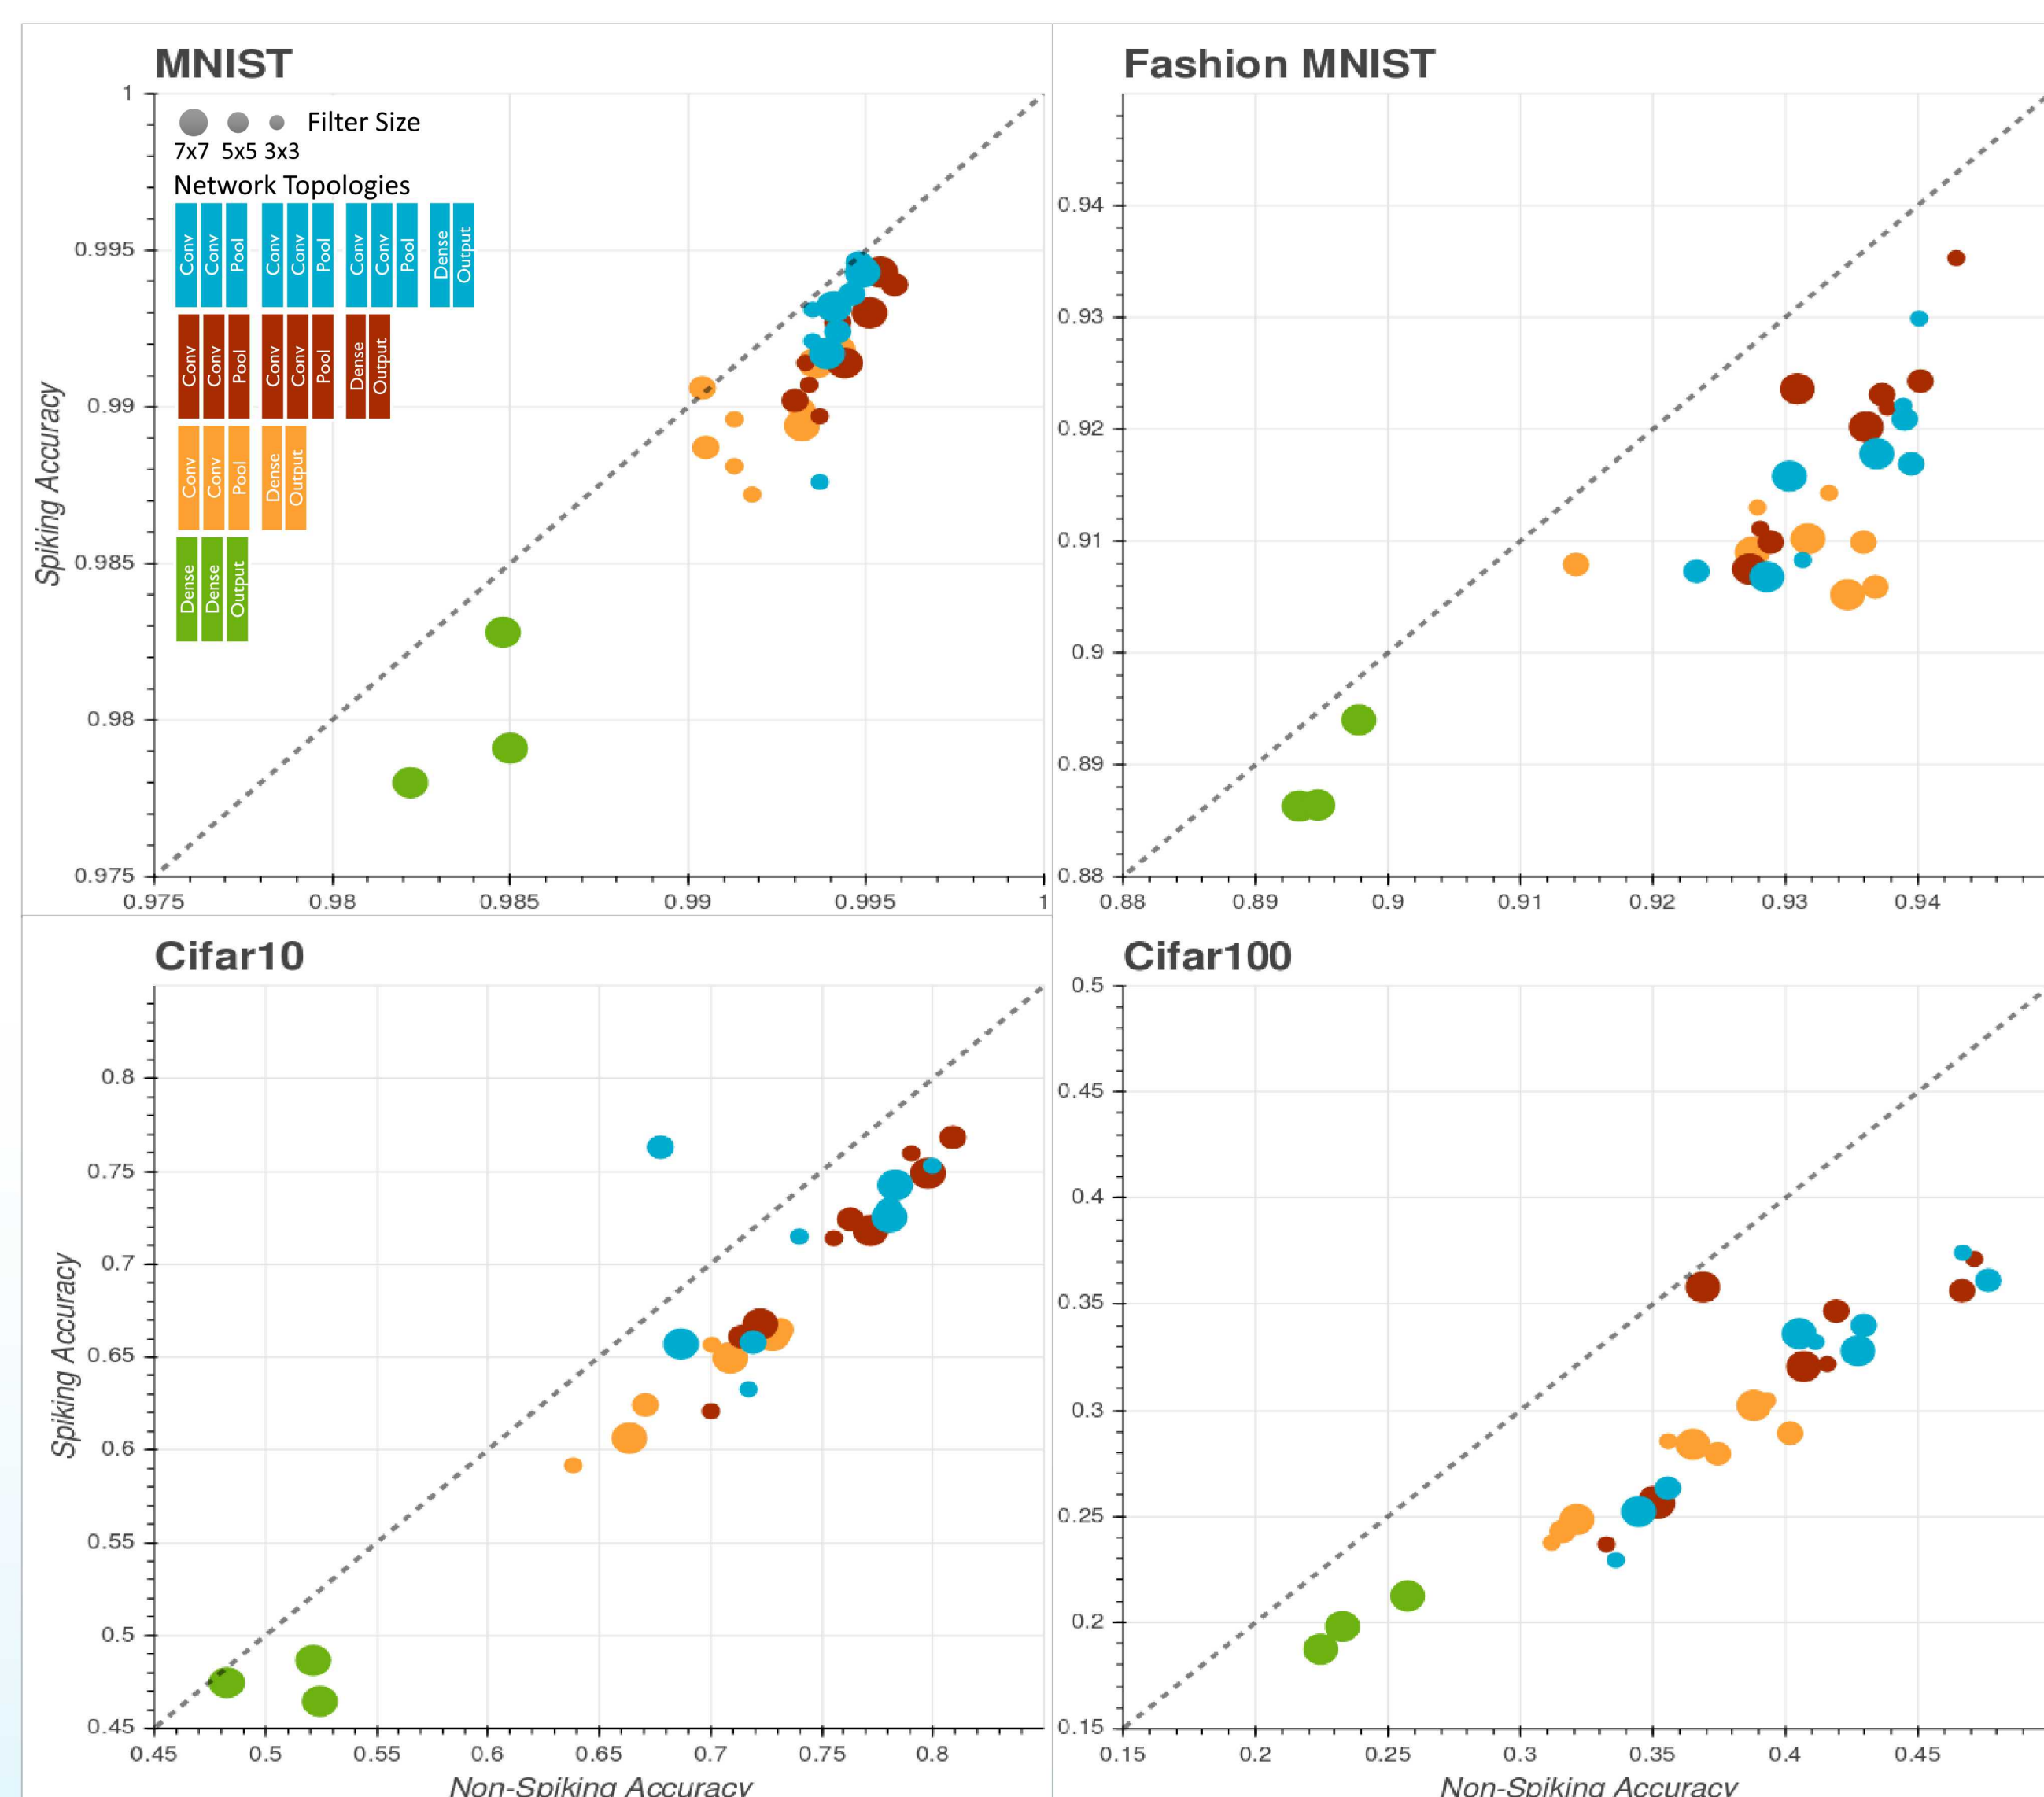 MNIST
1
0.995
0.99
0.985
0.98
0.975
Spiking Accuracy
7x7 5x5 3x3
Filter Size
Network Topologies
Conv Conv Pool Conv Conv Pool Conv Conv Pool Dense Output
Conv Conv Pool Conv Conv Pool Dense Output
Conv Conv Pool Dense Output
Dense Dense Output
0.975 0.98 0.985 0.99 0.995 1
Fashion MNIST
0.94
0.93
0.92
0.91
0.9
0.89
0.88
0.88 0.89 0.9 0.91 0.92 0.93 0.94
Cifar10
0.8
0.75
0.7
0.65
0.6
0.55
0.5
0.45
Spiking Accuracy
0.45 0.5 0.55 0.6 0.65 0.7 0.75 0.8
Non-Spiking Accuracy
Cifar100
0.5
0.45
0.4
0.35
0.3
0.25
0.2
0.15
0.15 0.2 0.25 0.3 0.35 0.4 0.45
Non-Spiking Accuracy